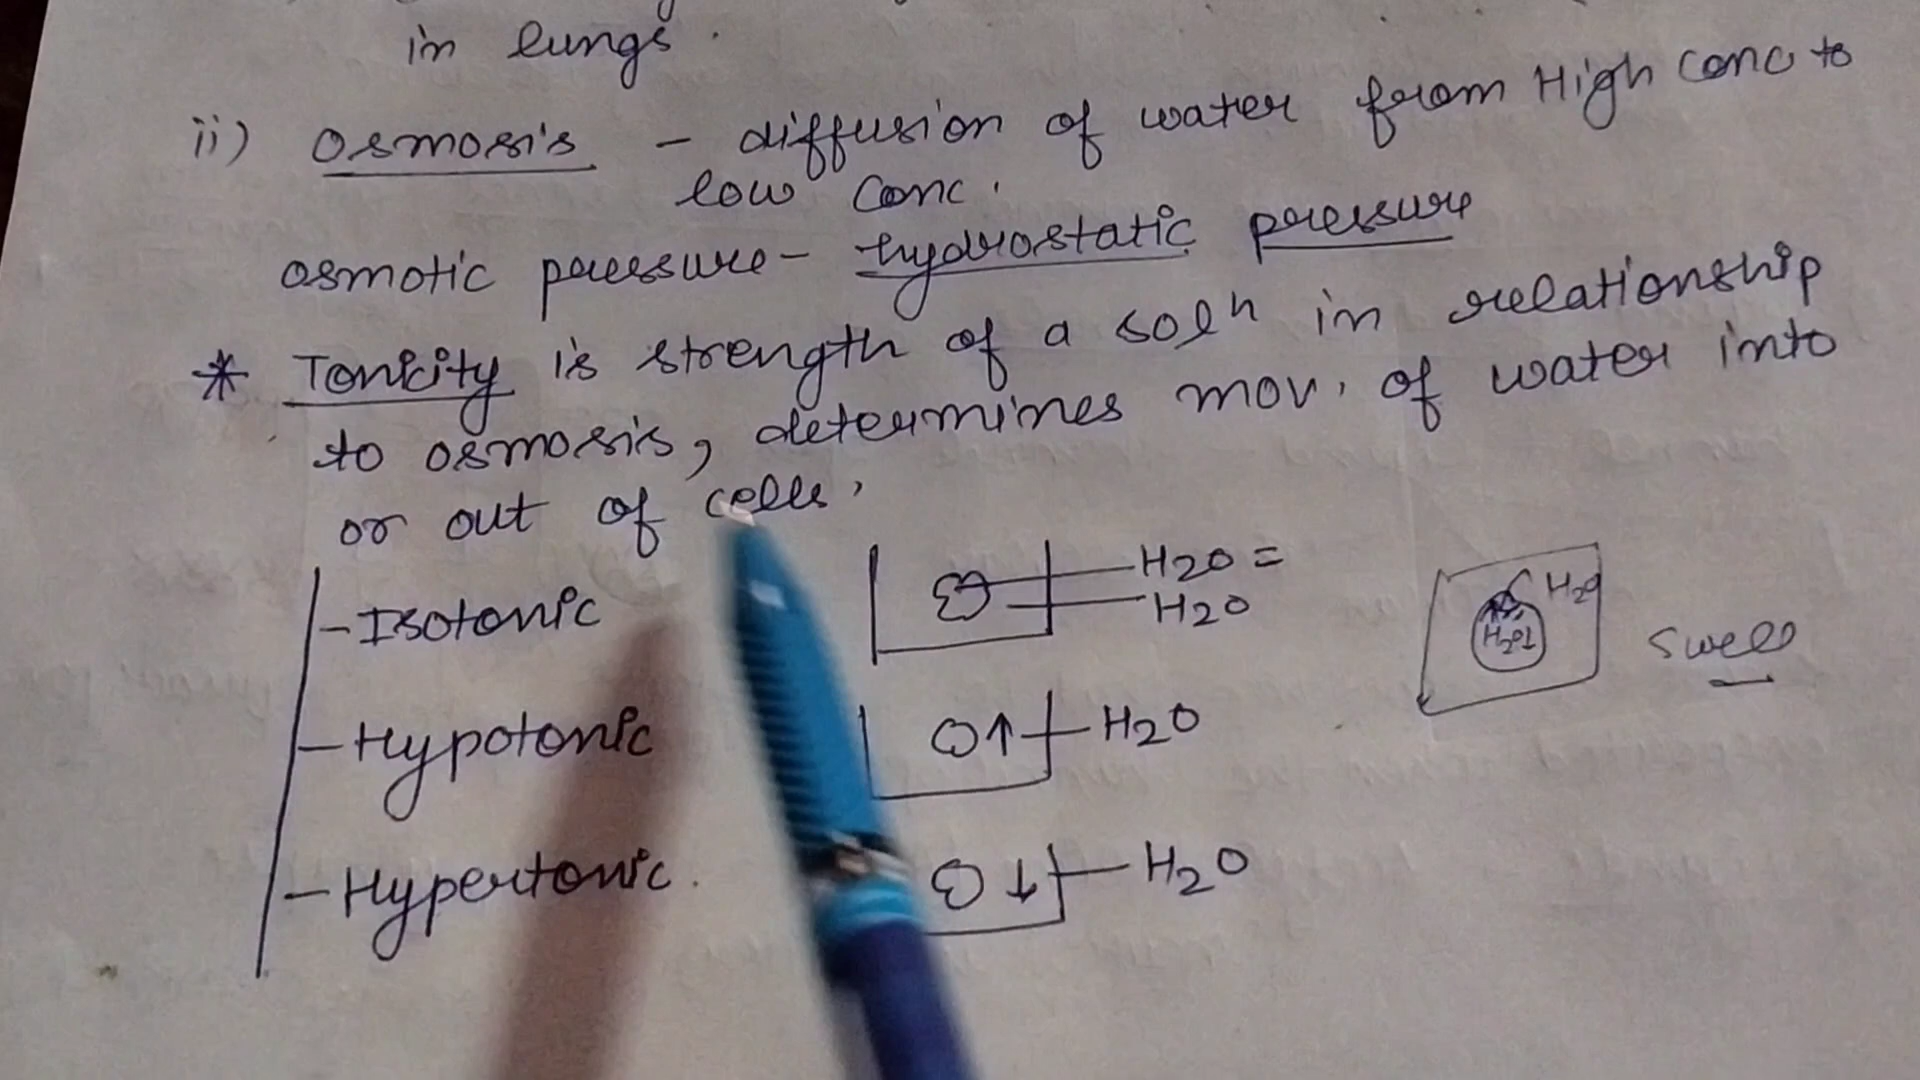 in lungs.
ii) Osmosis - diffusion of water from High conc to
low conc.
osmotic pressure - hydrostatic pressure
* Tonicity is strength of a solⁿ in relationship
to osmosis, determines mov. of water into
or out of cells.
- Isotonic
H2O =
H2O
H2O
H2O↓
Swell
- Hypotonic
↑ H2O
- Hypertonic.
↓ H2O